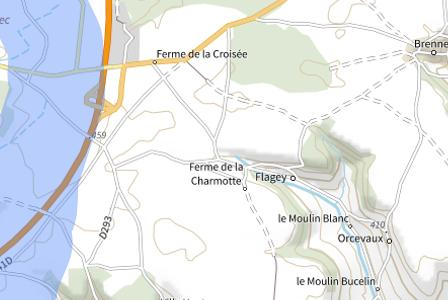 Ferme de la Croisée
Brenne
459
Ferme de la
Charmotte
Flagey
D293
le Moulin Blanc
410
Orcevaux
le Moulin Bucelin